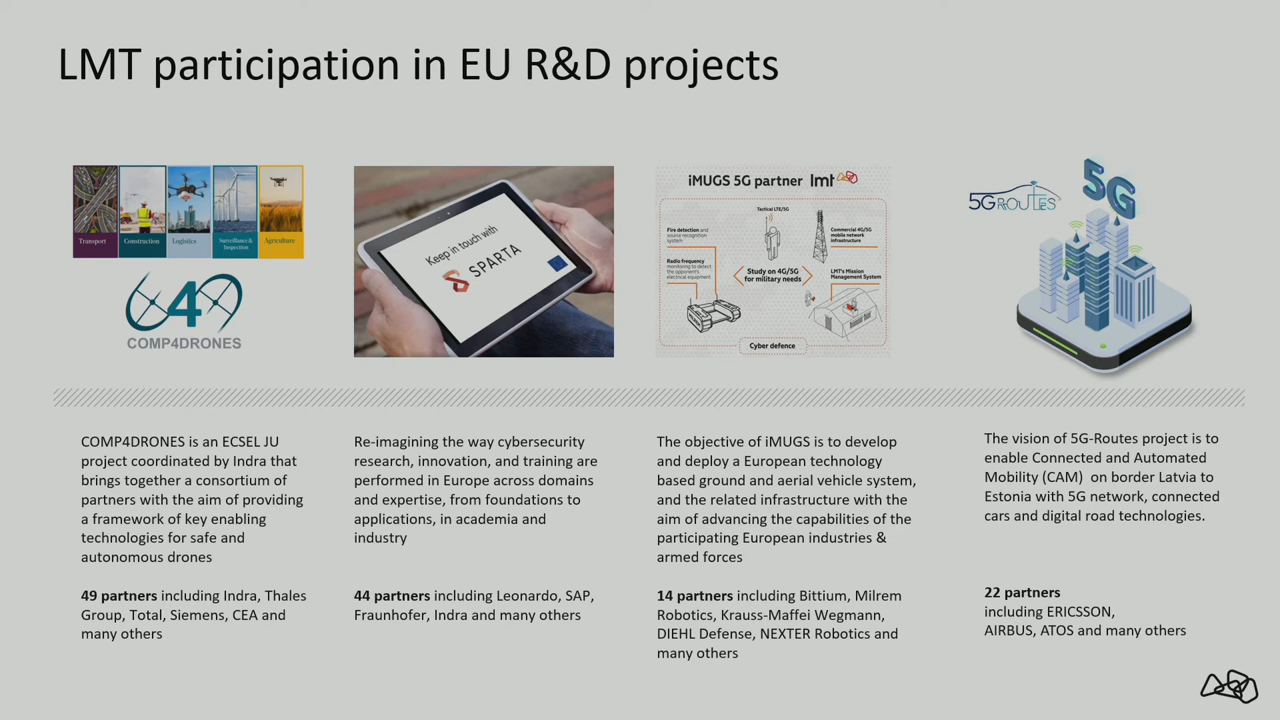 LMT participation in EU R&D projects
Transport
Construction
Logistics
Surveillance &
Inspection
Agriculture
C4D
COMP4DRONES
Keep in touch with
SPARTA
iMUGS 5G partner lmt
Tactical LTE/5G
Fire detection and
source recognition
system
Commercial 4G/5G
mobile network
infrastructure
Radio frequency
monitoring to detect
the opponent's
electrical equipment
Study on 4G/5G
for military needs
LMT's Mission
Management System
Cyber defence
5G ROUTES
5G
COMP4DRONES is an ECSEL JU
project coordinated by Indra that
brings together a consortium of
partners with the aim of providing
a framework of key enabling
technologies for safe and
autonomous drones
49 partners including Indra, Thales
Group, Total, Siemens, CEA and
many others
Re-imagining the way cybersecurity
research, innovation, and training are
performed in Europe across domains
and expertise, from foundations to
applications, in academia and
industry
44 partners including Leonardo, SAP,
Fraunhofer, Indra and many others
The objective of iMUGS is to develop
and deploy a European technology
based ground and aerial vehicle system,
and the related infrastructure with the
aim of advancing the capabilities of the
participating European industries &
armed forces
14 partners including Bittium, Milrem
Robotics, Krauss-Maffei Wegmann,
DIEHL Defense, NEXTER Robotics and
many others
The vision of 5G-Routes project is to
enable Connected and Automated
Mobility (CAM) on border Latvia to
Estonia with 5G network, connected
cars and digital road technologies.
22 partners
including ERICSSON,
AIRBUS, ATOS and many others